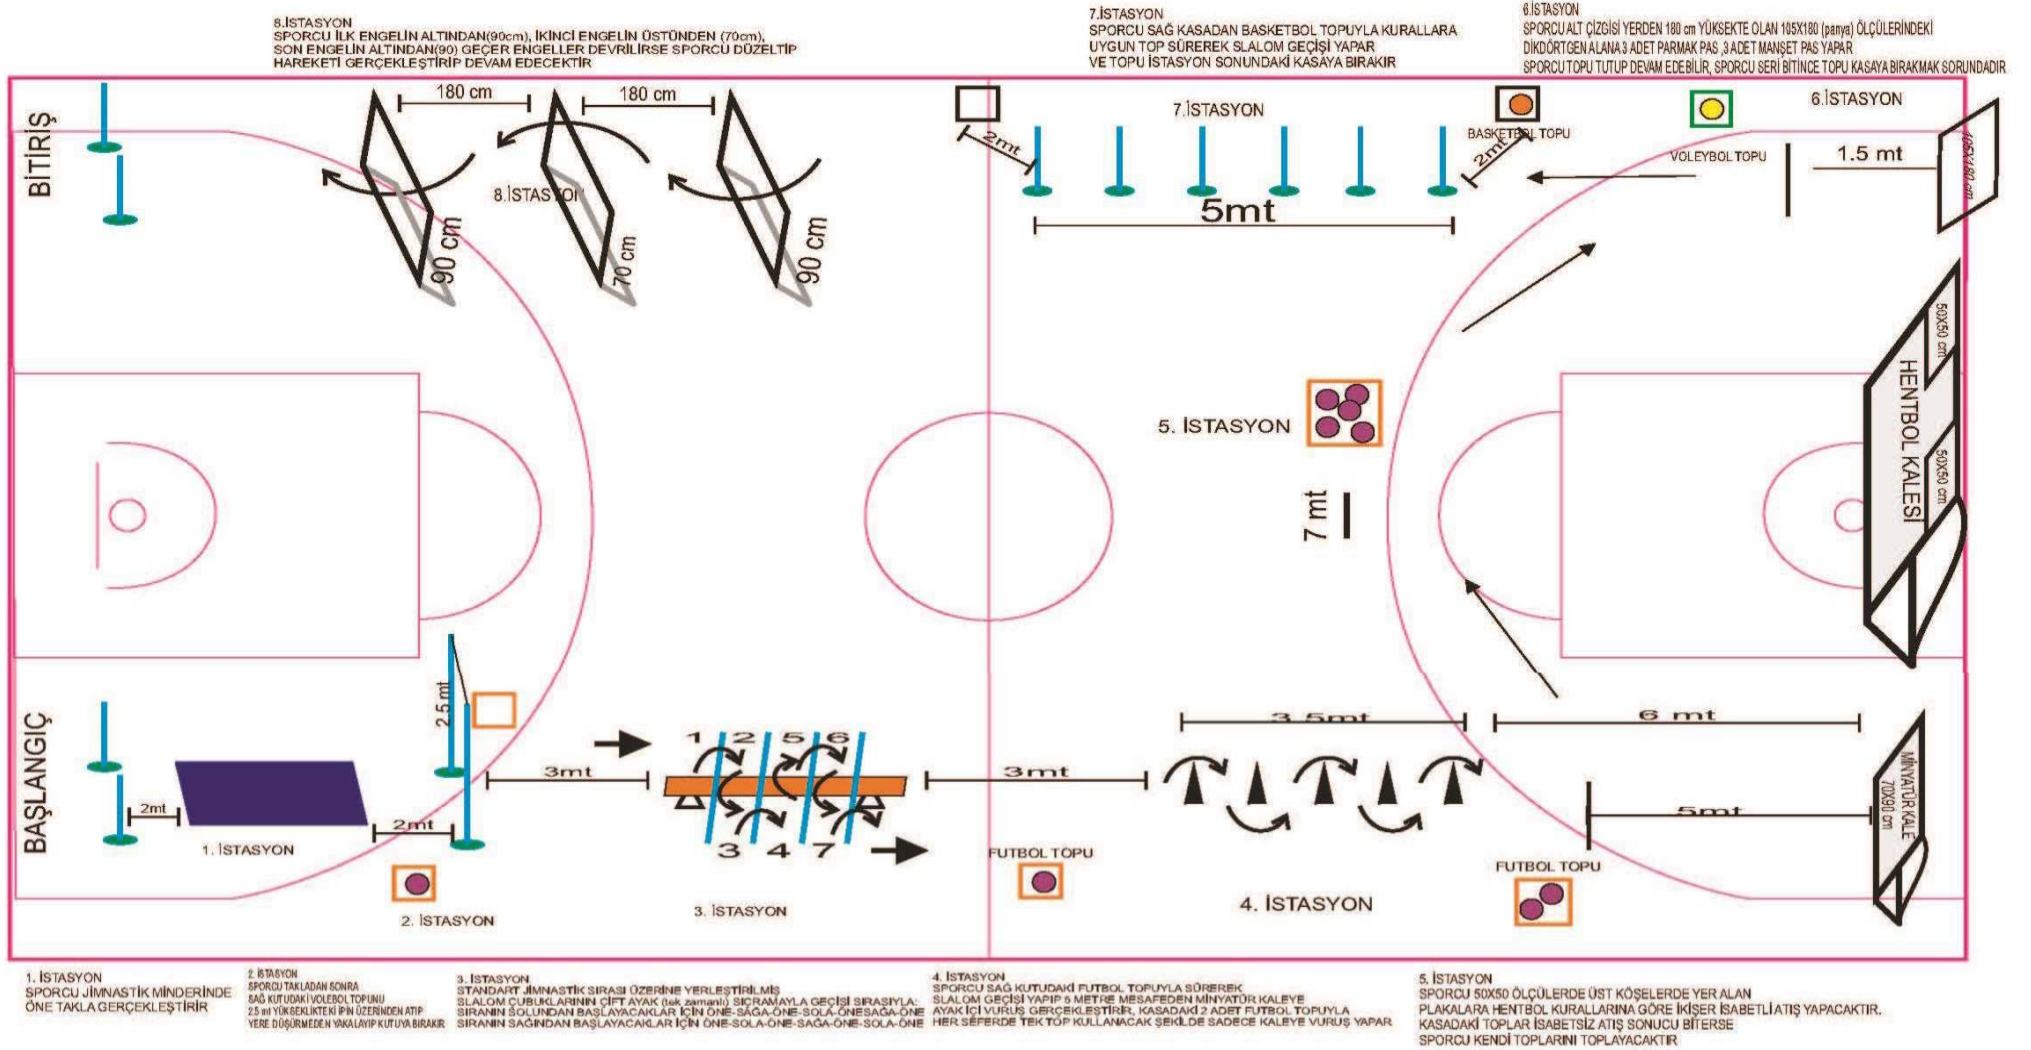 8.İSTASYON
SPORCU İLK ENGELİN ALTINDAN(90cm), İKİNCİ ENGELİN ÜSTÜNDEN (70cm),
SON ENGELİN ALTINDAN(90) GEÇER ENGELLER DEVRİLİRSE SPORCU DÜZELTİP
HAREKETİ GERÇEKLEŞTİRİP DEVAM EDECEKTİR
7.İSTASYON
SPORCU SAĞ KASADAN BASKETBOL TOPUYLA KURALLARA
UYGUN TOP SÜREREK SLALOM GEÇİŞİ YAPAR
VE TOPU İSTASYON SONUNDAKİ KASAYA BIRAKIR
6.İSTASYON
SPORCU ALT ÇİZGİSİ YERDEN 180 cm YÜKSEKTE OLAN 105X180 (panya) ÖLÇÜLERİNDEKİ
DİKDÖRTGEN ALANA 3 ADET PARMAK PAS ,3 ADET MANŞET PAS YAPAR
SPORCU TOPU TUTUP DEVAM EDEBİLİR, SPORCU SERİ BİTİNCE TOPU KASAYA BIRAKMAK SORUNDADIR
BİTİRİŞ
180 cm
180 cm
8.İSTASYON
90 cm
70 cm
90 cm
2mt
7.İSTASYON
BASKETBOL TOPU
2mt
5mt
6.İSTASYON
VOLEYBOL TOPU
1.5 mt
105X180 cm
50X50 cm
HENTBOL KALESİ
50X50 cm
5. İSTASYON
7 mt
BAŞLANGIÇ
2mt
1. İSTASYON
2mt
2.5 mt
2. İSTASYON
3mt
1 2 5 6
3 4 7
3. İSTASYON
3mt
FUTBOL TOPU
3.5mt
4. İSTASYON
6 mt
5mt
FUTBOL TOPU
MİNYATÜR KALE
70X90 cm
1. İSTASYON
SPORCU JİMNASTİK MİNDERİNDE
ÖNE TAKLA GERÇEKLEŞTİRİR
2. İSTASYON
SPORCU TAKLADAN SONRA
SAĞ KUTUDAKİ VOLEBOL TOPUNU
2.5 mt YÜKSEKLİKTEKİ İPİN ÜZERİNDEN ATIP
YERE DÜŞÜRMEDEN YAKALAYIP KUTUYA BIRAKIR
3. İSTASYON
STANDART JİMNASTİK SIRASI ÜZERİNE YERLEŞTİRİLMİŞ
SLALOM ÇUBUKLARININ ÇİFT AYAK (tek zamanlı) SIÇRAMAYLA GEÇİŞİ SIRASIYLA:
SIRANIN SOLUNDAN BAŞLAYACAKLAR İÇİN ÖNE-SAĞA-ÖNE-SOLA-ÖNESAĞA-ÖNE
SIRANIN SAĞINDAN BAŞLAYACAKLAR İÇİN ÖNE-SOLA-ÖNE-SAĞA-ÖNE-SOLA-ÖNE
4. İSTASYON
SPORCU SAĞ KUTUDAKİ FUTBOL TOPUYLA SÜREREK
SLALOM GEÇİŞİ YAPIP 5 METRE MESAFEDEN MİNYATÜR KALEYE
AYAK İÇİ VURUŞ GERÇEKLEŞTİRİR, KASADAKİ 2 ADET FUTBOL TOPUYLA
HER SEFERDE TEK TOP KULLANACAK ŞEKİLDE SADECE KALEYE VURUŞ YAPAR
5. İSTASYON
SPORCU 50X50 ÖLÇÜLERDE ÜST KÖŞELERDE YER ALAN
PLAKALARA HENTBOL KURALLARINA GÖRE İKİŞER İSABETLİ ATIŞ YAPACAKTIR.
KASADAKİ TOPLAR İSABETSİZ ATIŞ SONUCU BİTERSE
SPORCU KENDİ TOPLARINI TOPLAYACAKTIR